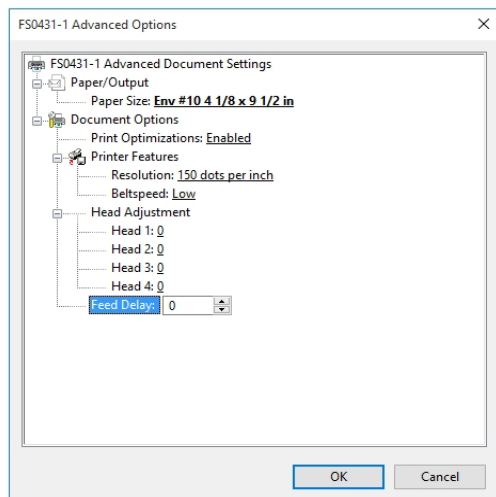 FS0431-1 Advanced Options
FS0431-1 Advanced Document Settings
Paper/Output
Paper Size: Env #10 4 1/8 x 9 1/2 in
Document Options
Print Optimizations: Enabled
Printer Features
Resolution: 150 dots per inch
Beltspeed: Low
Head Adjustment
Head 1: 0
Head 2: 0
Head 3: 0
Head 4: 0
Feed Delay: 0
OK Cancel